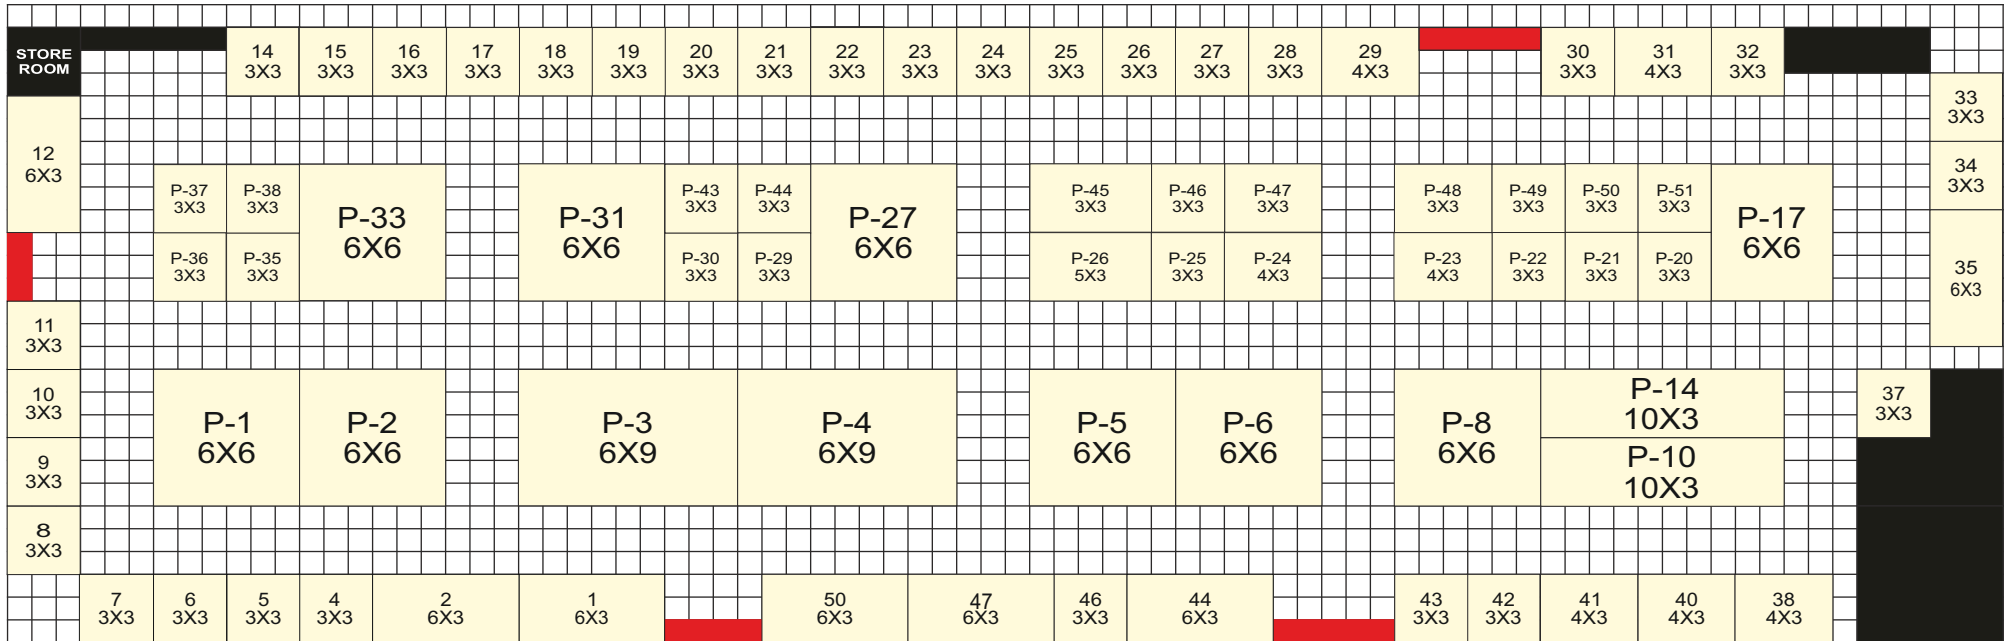 STORE
ROOM
14
3X3
15
3X3
16
3X3
17
3X3
18
3X3
19
3X3
20
3X3
21
3X3
22
3X3
23
3X3
24
3X3
25
3X3
26
3X3
27
3X3
28
3X3
29
4X3
30
3X3
31
4X3
32
3X3
33
3X3
12
6X3
34
3X3
P-37
3X3
P-38
3X3
P-33
6X6
P-31
6X6
P-43
3X3
P-44
3X3
P-27
6X6
P-45
3X3
P-46
3X3
P-47
3X3
P-48
3X3
P-49
3X3
P-50
3X3
P-51
3X3
P-17
6X6
P-36
3X3
P-35
3X3
P-30
3X3
P-29
3X3
P-26
5X3
P-25
3X3
P-24
4X3
P-23
4X3
P-22
3X3
P-21
3X3
P-20
3X3
35
6X3
11
3X3
10
3X3
P-1
6X6
P-2
6X6
P-3
6X9
P-4
6X9
P-5
6X6
P-6
6X6
P-8
6X6
P-14
10X3
37
3X3
P-10
10X3
9
3X3
8
3X3
7
3X3
6
3X3
5
3X3
4
3X3
2
6X3
1
6X3
50
6X3
47
6X3
46
3X3
44
6X3
43
3X3
42
3X3
41
4X3
40
4X3
38
4X3